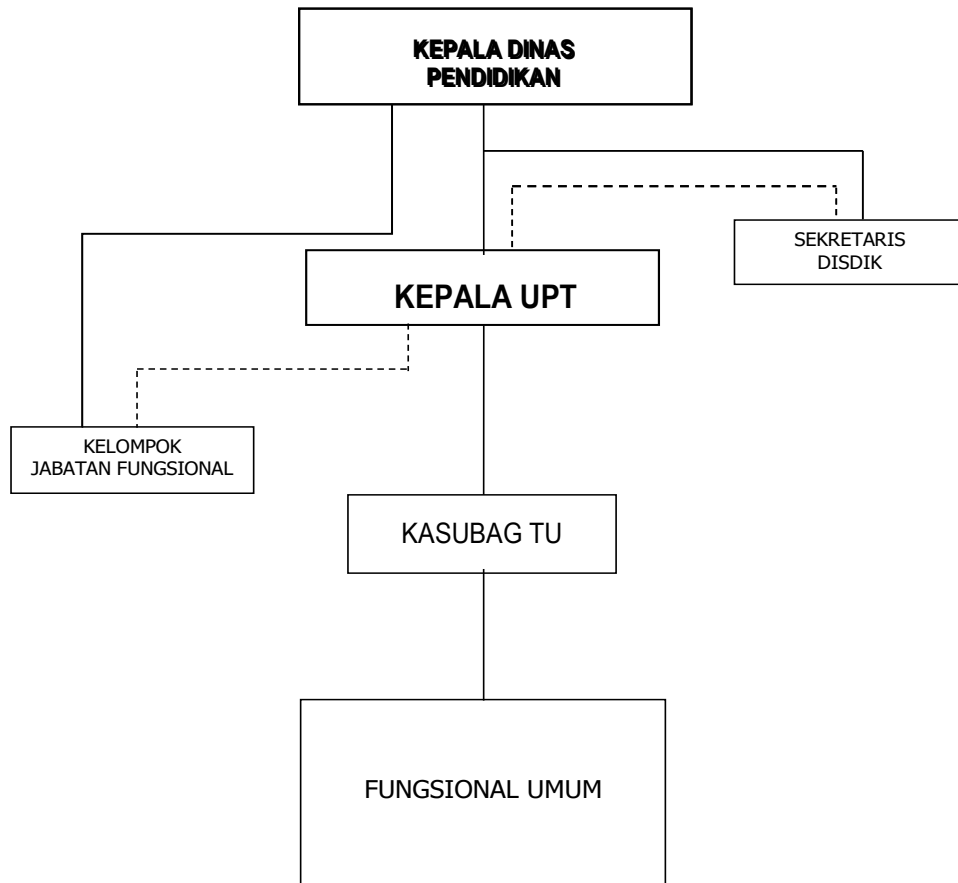 KEPALA DINAS
PENDIDIKAN
SEKRETARIS
DISDIK
KEPALA UPT
KELOMPOK
JABATAN FUNGSIONAL
KASUBAG TU
FUNGSIONAL UMUM